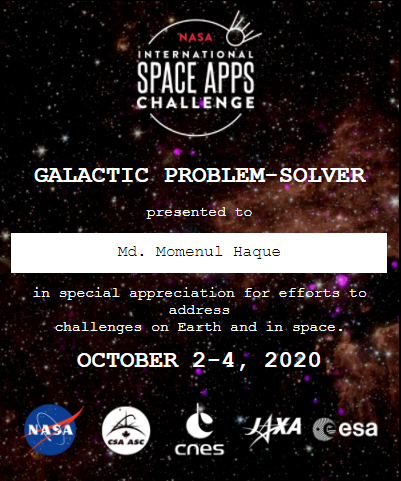 NASA
INTERNATIONAL
SPACE APPS
CHALLENGE
GALACTIC PROBLEM-SOLVER
presented to
Md. Momenul Haque
in special appreciation for efforts to
address
challenges on Earth and in space.
OCTOBER 2-4, 2020
NASA CSA ASC cnes JAXA esa